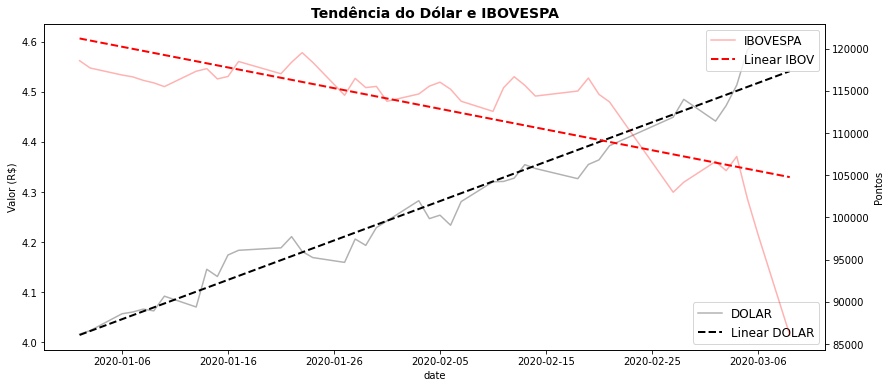 Tendência do Dólar e IBOVESPA
IBOVESPA
Linear IBOV
4.6
4.5
4.4
4.3
4.2
4.1
4.0
Valor (R$)
120000
115000
110000
105000
100000
95000
90000
85000
Pontos
DOLAR
Linear DOLAR
2020-01-06
2020-01-16
2020-01-26
2020-02-05
2020-02-15
2020-02-25
2020-03-06
date